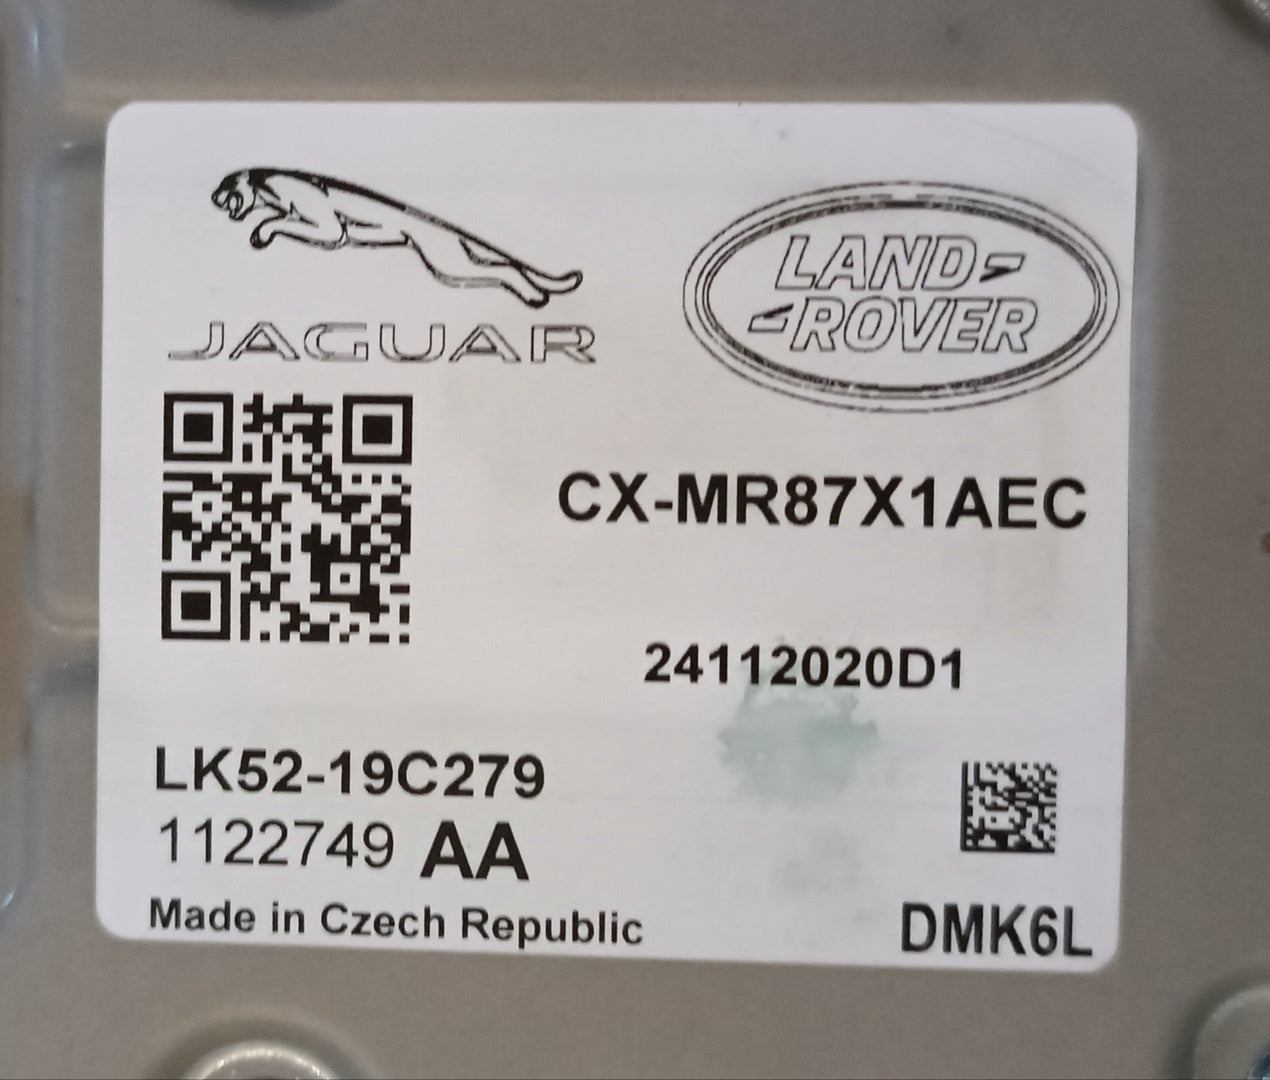 JAGUAR
LAND
ROVER
CX-MR87X1AEC
24112020D1
LK52-19C279
1122749 AA
Made in Czech Republic
DMK6L